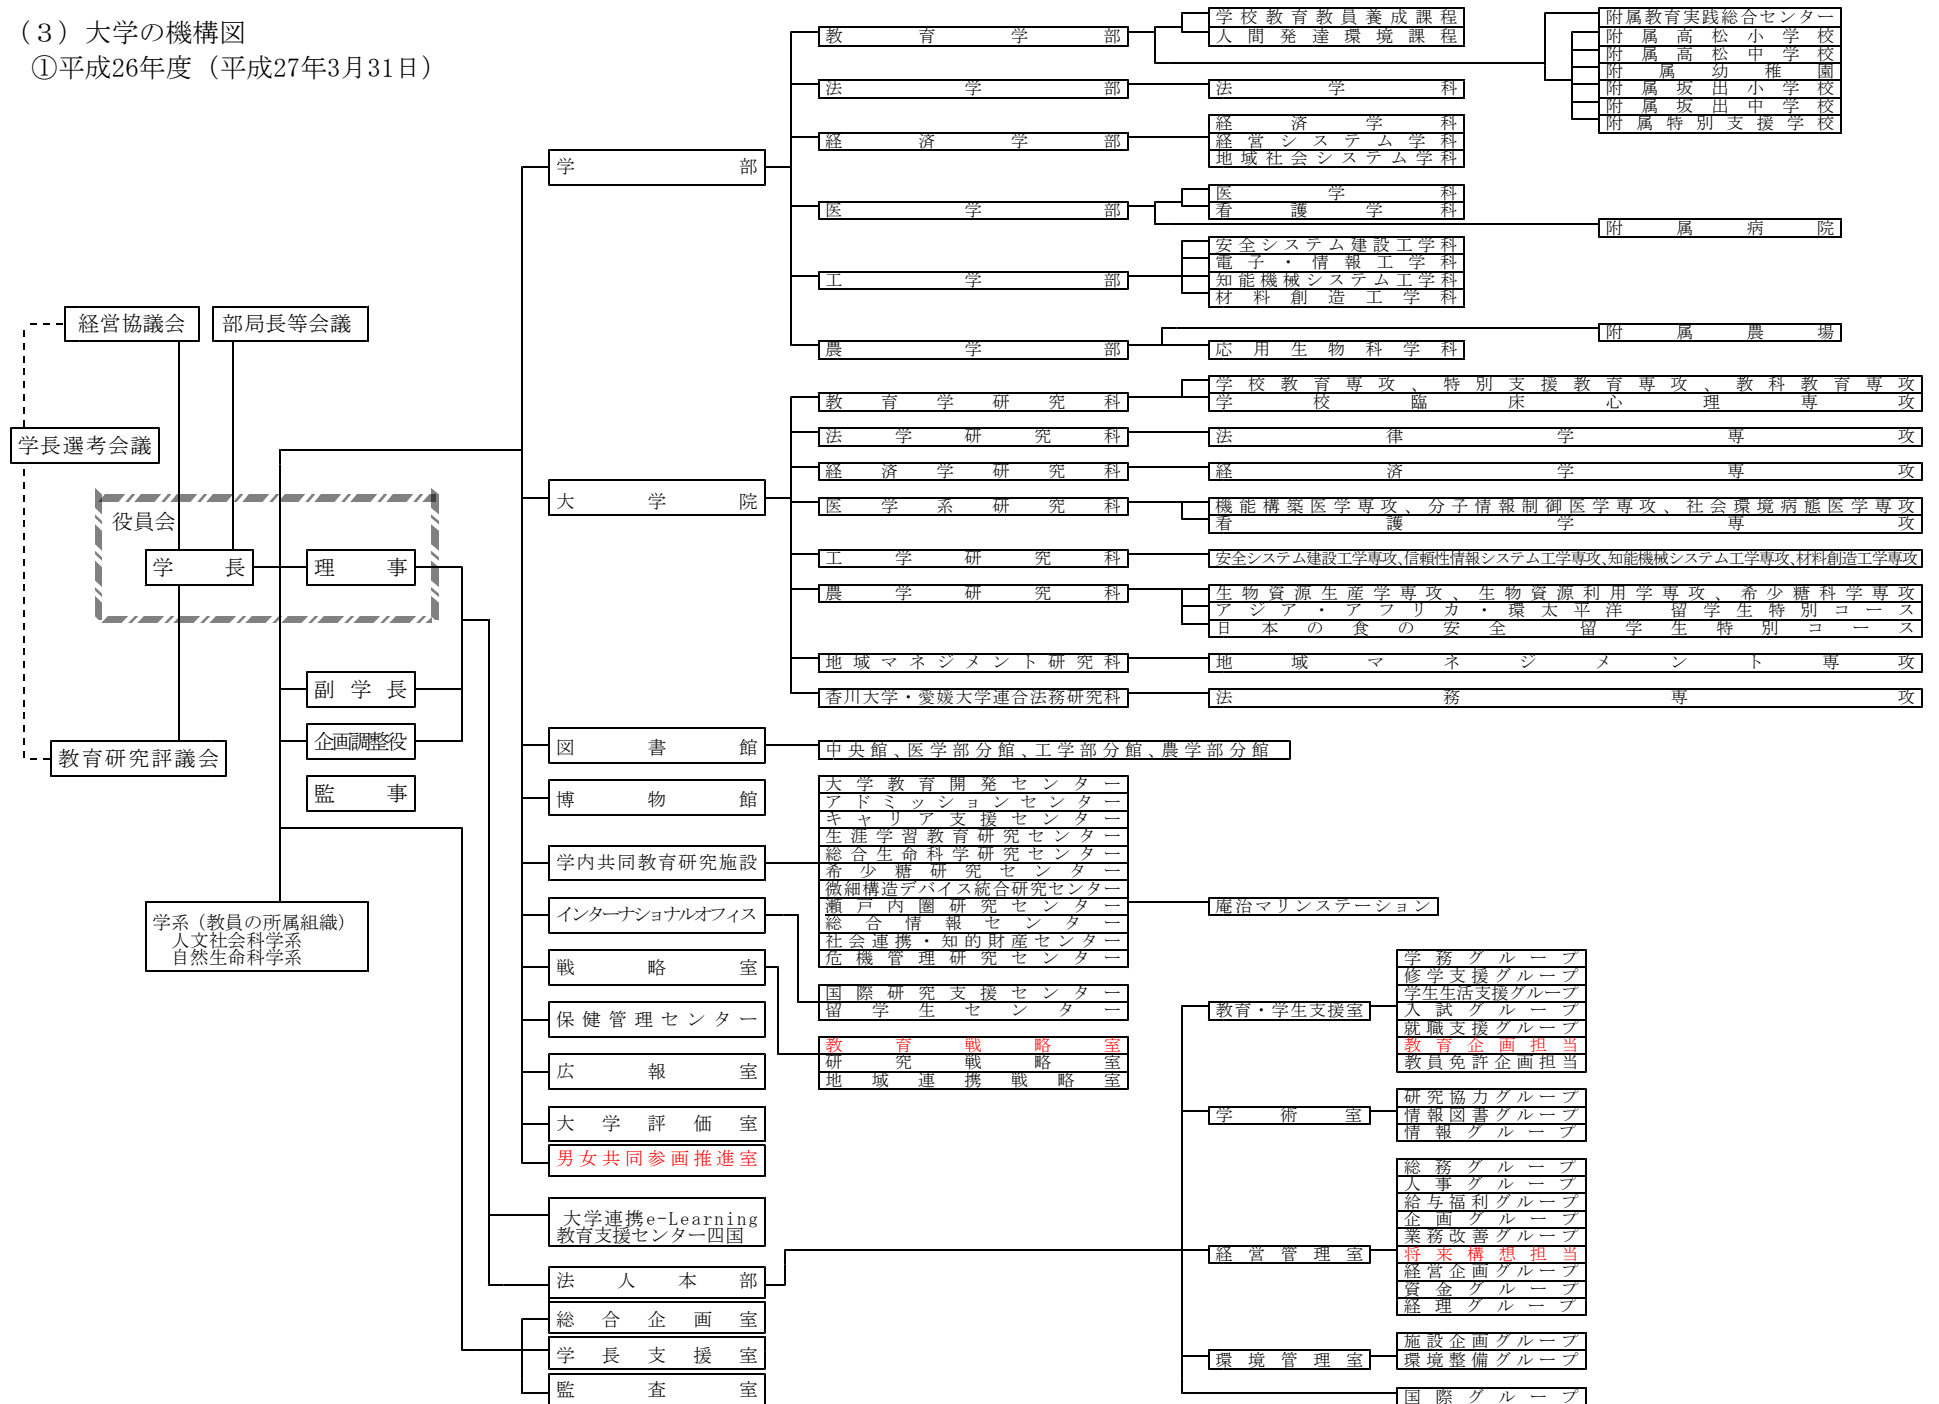 （３）大学の機構図
①平成26年度（平成27年3月31日）
経営協議会
部局長等会議
学長選考会議
役員会
学長
理事
副学長
企画調整役
監事
教育研究評議会
学系（教員の所属組織）
人文社会科学系
自然生命科学系
学部
教育学部
学校教育教員養成課程
人間発達環境課程
附属教育実践総合センター
附属高松小学校
附属高松中学校
附属幼稚園
附属坂出小学校
附属坂出中学校
附属特別支援学校
法学部
法学科
経済学部
経済学科
経営システム学科
地域社会システム学科
医学部
医学科
看護学科
附属病院
工学部
安全システム建設工学科
電子・情報工学科
知能機械システム工学科
材料創造工学科
農学部
附属農場
応用生物科学科
大学院
教育学研究科
学校教育専攻、特別支援教育専攻、教科教育専攻
学校臨床心理専攻
法学研究科
法律学専攻
経済学研究科
経済学専攻
医学系研究科
機能構築医学専攻、分子情報制御医学専攻、社会環境病態医学専攻
看護学専攻
工学研究科
安全システム建設工学専攻、信頼性情報システム工学専攻、知能機械システム工学専攻、材料創造工学専攻
農学研究科
生物資源生産学専攻、生物資源利用学専攻、希少糖科学専攻
アジア・アフリカ・環太平洋　留学生特別コース
日本の食の安全　留学生特別コース
地域マネジメント研究科
地域マネジメント専攻
香川大学・愛媛大学連合法務研究科
法務専攻
図書館
中央館、医学部分館、工学部分館、農学部分館
博物館
学内共同教育研究施設
大学教育開発センター
アドミッションセンター
キャリア支援センター
生涯学習教育研究センター
総合生命科学研究センター
希少糖研究センター
微細構造デバイス統合研究センター
瀬戸内圏研究センター
総合情報センター
社会連携・知的財産センター
危機管理研究センター
庵治マリンステーション
インターナショナルオフィス
国際研究支援センター
留学生センター
戦略室
教育戦略室
研究戦略室
地域連携戦略室
保健管理センター
広報室
大学評価室
男女共同参画推進室
大学連携e-Learning
教育支援センター四国
法人本部
総合企画室
学長支援室
監査室
教育・学生支援室
学務グループ
修学支援グループ
学生生活支援グループ
入試グループ
就職支援グループ
教育企画担当
教員免許企画担当
学術室
研究協力グループ
情報図書グループ
情報グループ
経営管理室
総務グループ
人事グループ
給与福利グループ
企画グループ
業務改善グループ
将来構想担当
経営企画グループ
資金グループ
経理グループ
環境管理室
施設企画グループ
環境整備グループ
国際グループ